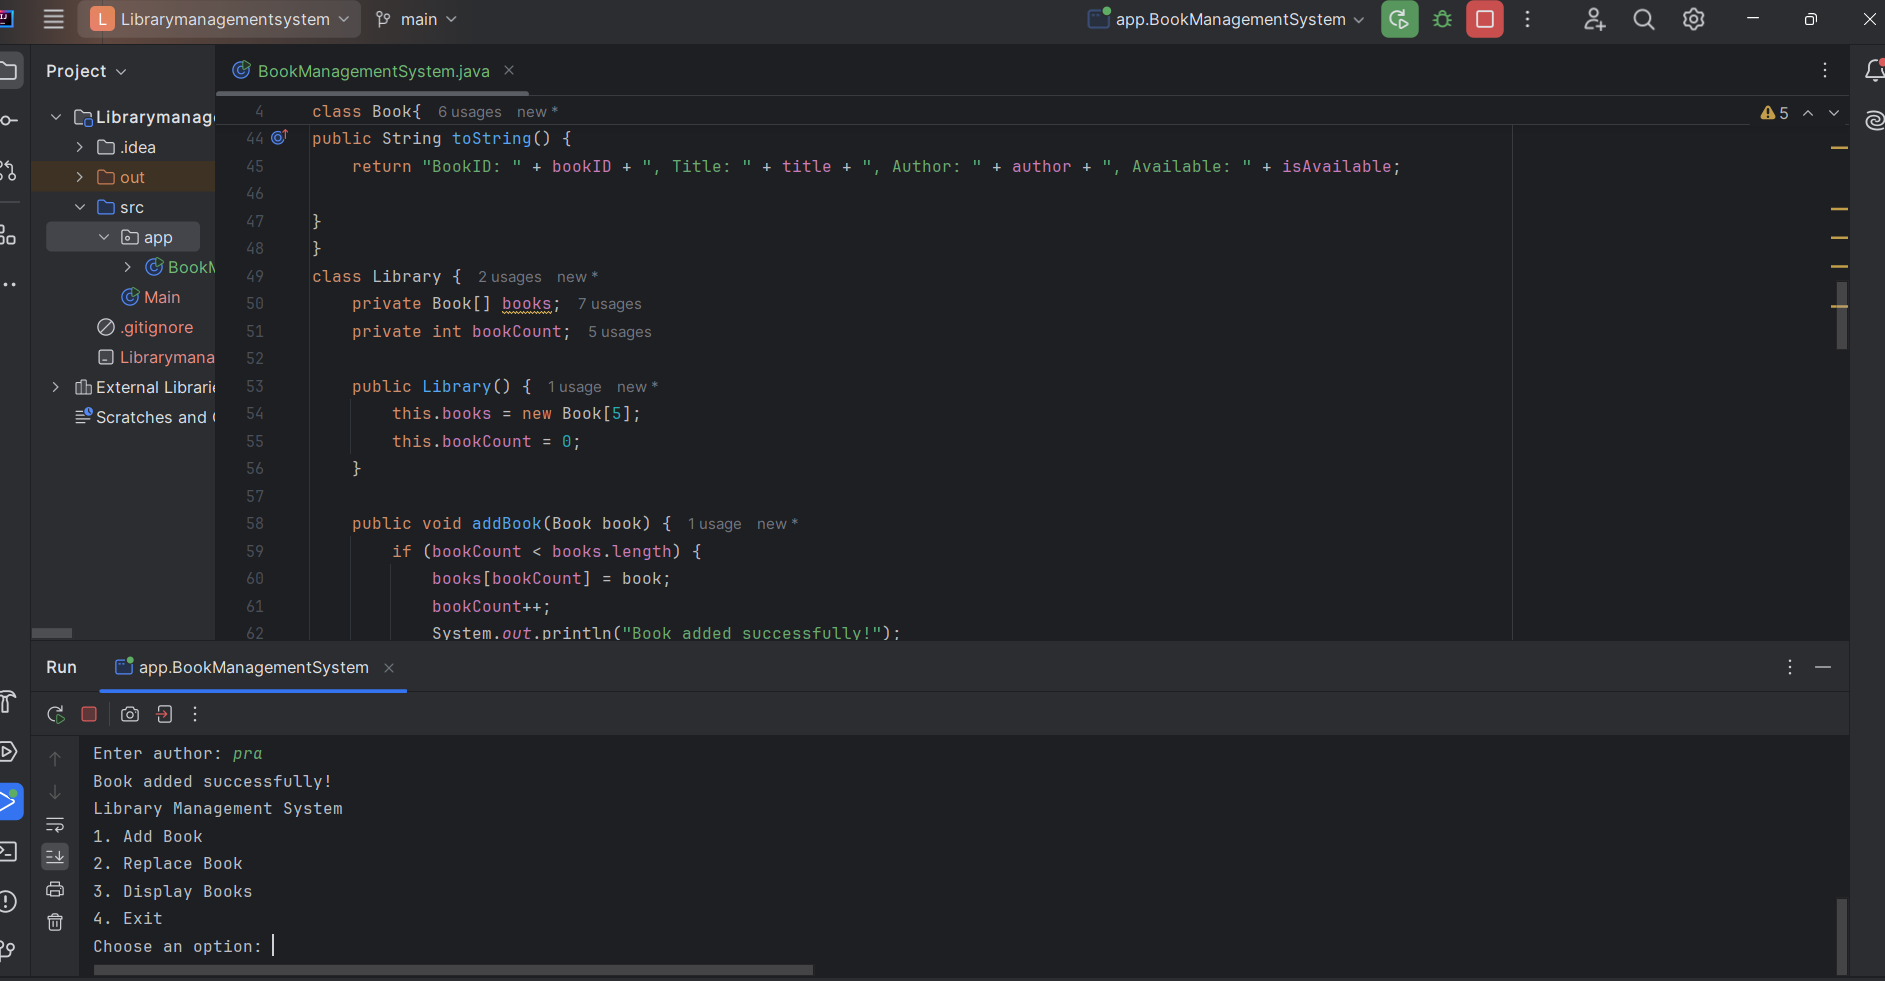 L Librarymanagementsystem main app.BookManagementSystem
Project
BookManagementSystem.java
Librarymanag
.idea
out
src
app
BookM
Main
.gitignore
Librarymana
External Librarie
Scratches and C
4 class Book{ 6 usages new *
5
44 public String toString() {
45 return "BookID: " + bookID + ", Title: " + title + ", Author: " + author + ", Available: " + isAvailable;
46
47 }
48 }
49 class Library { 2 usages new *
50 private Book[] books; 7 usages
51 private int bookCount; 5 usages
52
53 public Library() { 1 usage new *
54 this.books = new Book[5];
55 this.bookCount = 0;
56 }
57
58 public void addBook(Book book) { 1 usage new *
59 if (bookCount < books.length) {
60 books[bookCount] = book;
61 bookCount++;
62 System.out.println("Book added successfully!");
Run app.BookManagementSystem
Enter author: pra
Book added successfully!
Library Management System
1. Add Book
2. Replace Book
3. Display Books
4. Exit
Choose an option: